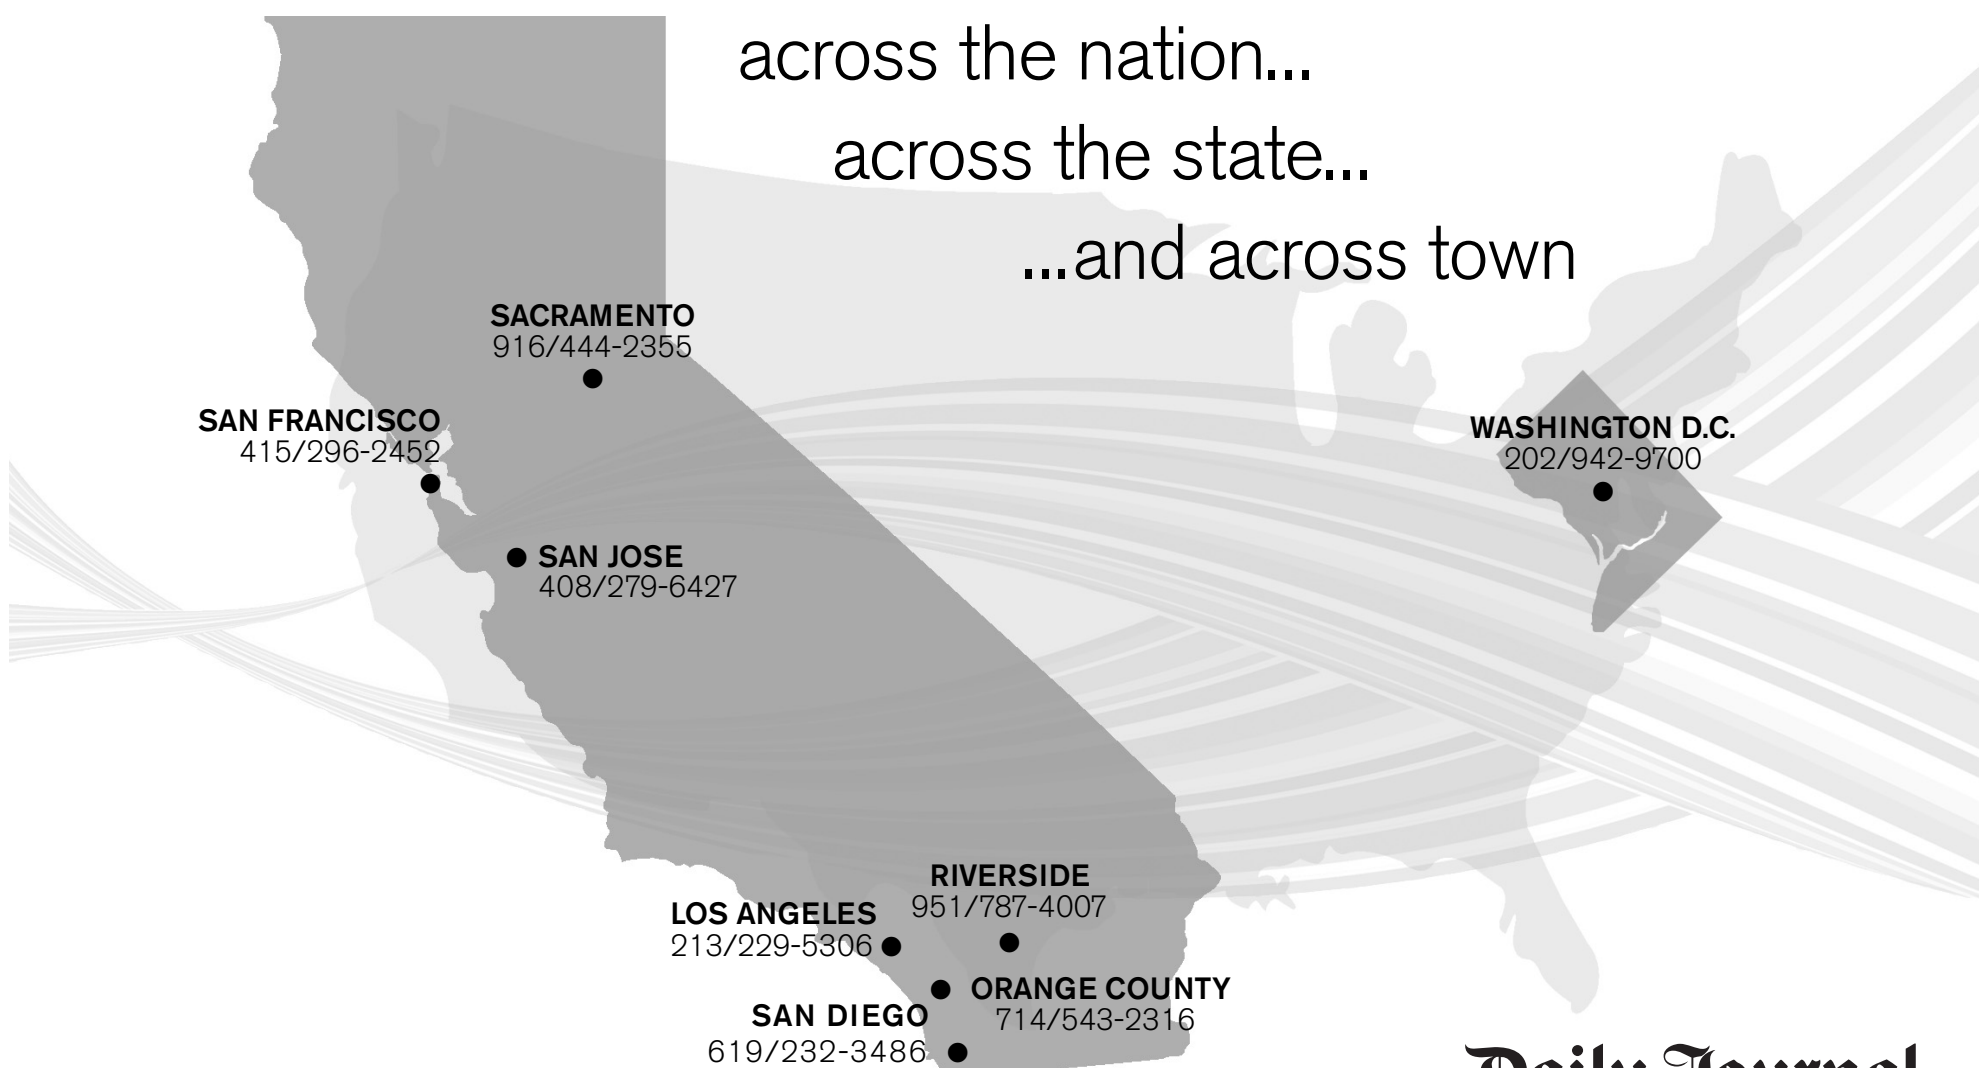 across the nation...
across the state...
...and across town
SACRAMENTO
916/444-2355
SAN FRANCISCO
415/296-2452
WASHINGTON D.C.
202/942-9700
SAN JOSE
408/279-6427
RIVERSIDE
951/787-4007
LOS ANGELES
213/229-5306
ORANGE COUNTY
714/543-2316
SAN DIEGO
619/232-3486
Daily Journal